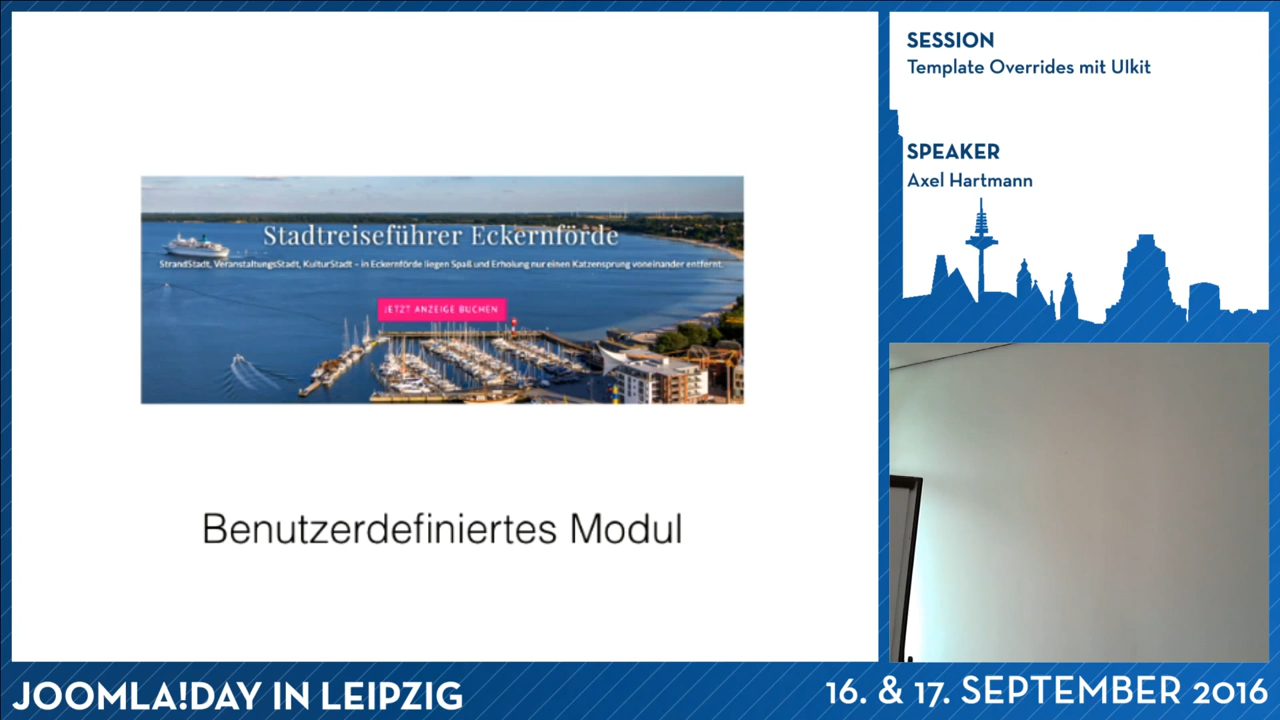 Stadtreiseführer Eckernförde
StrandStadt, VeranstaltungsStadt, KulturStadt – in Eckernförde liegen Spaß und Erholung nur einen Katzensprung voneinander entfernt.
JETZT ANZEIGE BUCHEN
Benutzerdefiniertes Modul
SESSION
Template Overrides mit UIkit
SPEAKER
Axel Hartmann
JOOMLA!DAY IN LEIPZIG
16. & 17. SEPTEMBER 2016